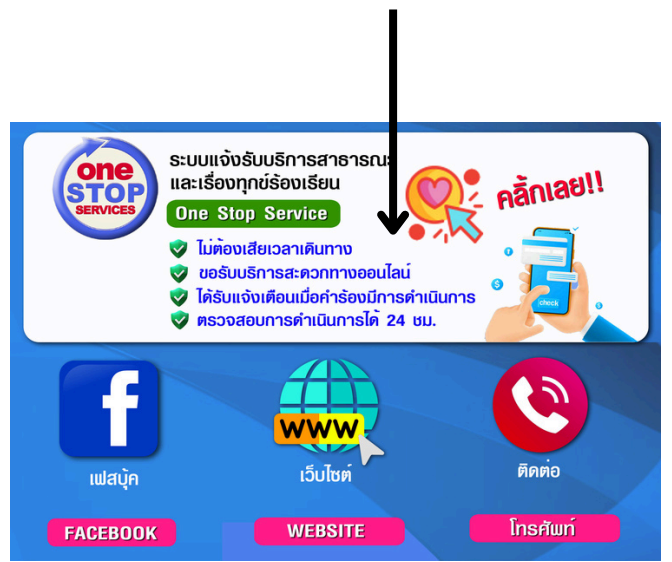 one
STOP
SERVICES
ระบบแจ้งรับบริการสาธารณะ
และเรื่องทุกข์ร้องเรียน
One Stop Service
คลิ๊กเลย!!
ไม่ต้องเสียเวลาเดินทาง
ขอรับบริการสะดวกทางออนไลน์
ได้รับแจ้งเตือนเมื่อคำร้องมีการดำเนินการ
ตรวจสอบการดำเนินการได้ 24 ชม.
check
f
WWW
เฟสบุ้ค
เว็บไซต์
ติดต่อ
FACEBOOK
WEBSITE
โทรศัพท์